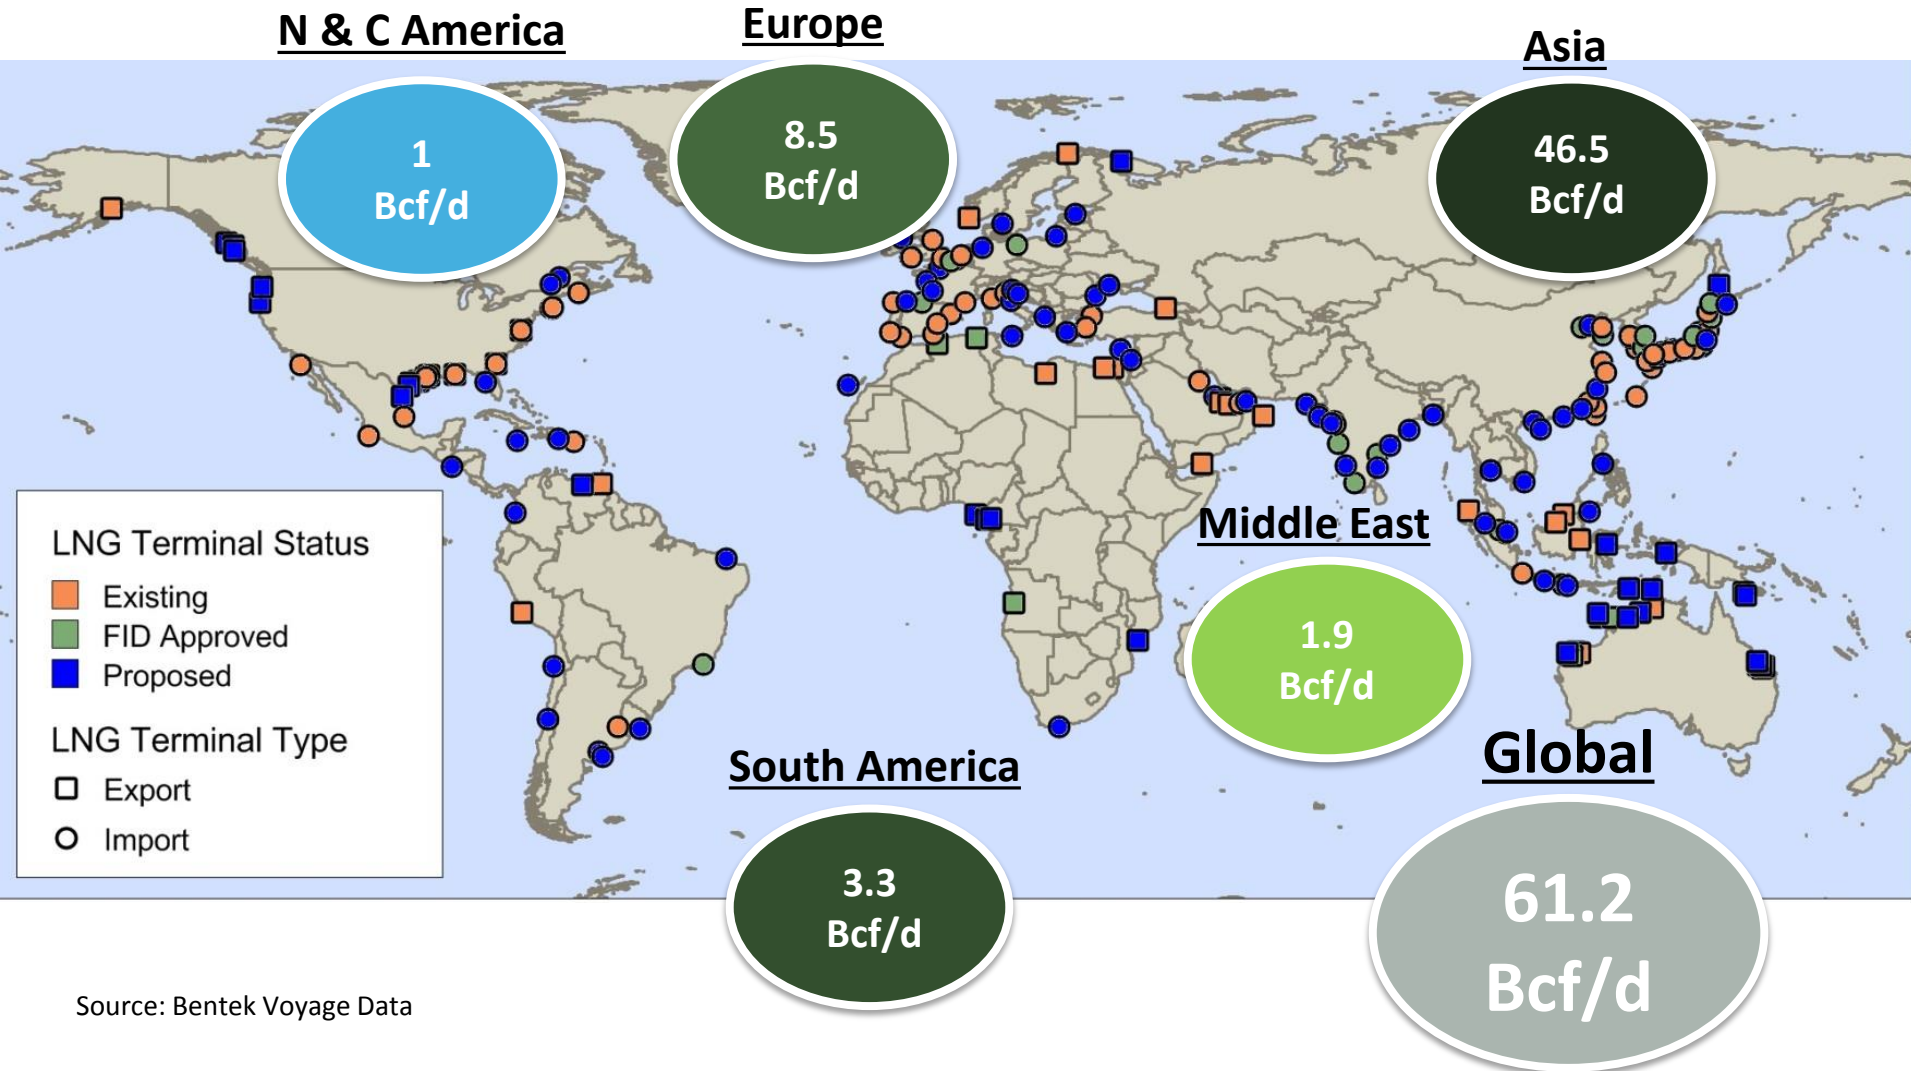 N & C America
Europe
Asia
1
Bcf/d
8.5
Bcf/d
46.5
Bcf/d
LNG Terminal Status
Existing
FID Approved
Proposed
LNG Terminal Type
Export
Import
Middle East
1.9
Bcf/d
South America
3.3
Bcf/d
Global
61.2
Bcf/d
Source: Bentek Voyage Data